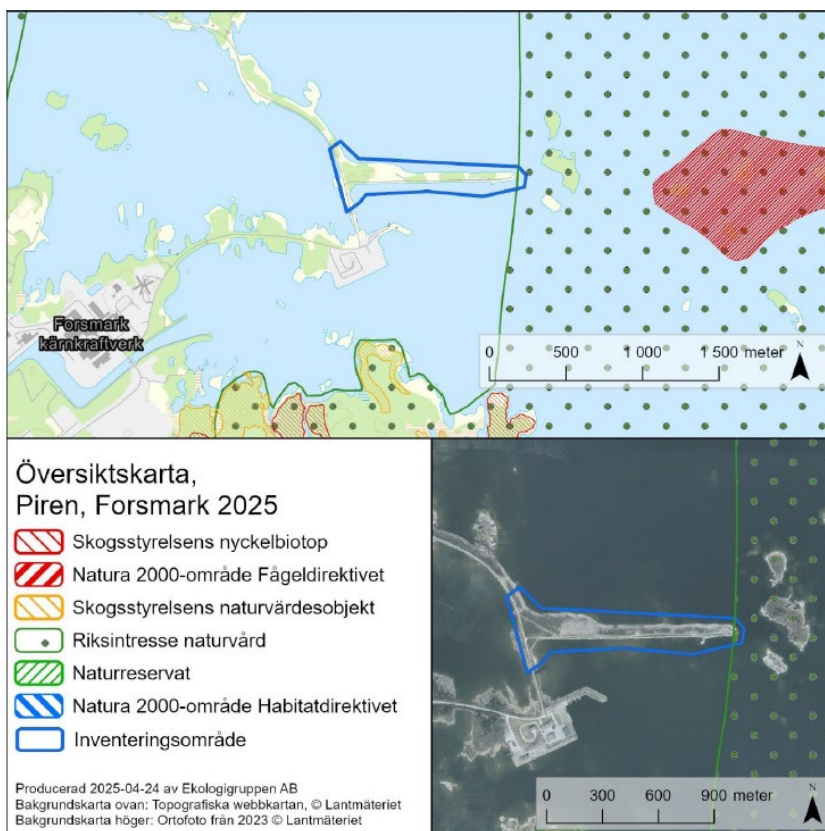 Forsmark
kärnkraftverk
0 500 1 000 1 500 meter
N
Översiktskarta,
Piren, Forsmark 2025
Skogsstyrelsens nyckelbiotop
Natura 2000-område Fågeldirektivet
Skogsstyrelsens naturvärdesobjekt
Riksintresse naturvård
Naturreservat
Natura 2000-område Habitatdirektivet
Inventeringsområde
Producerad 2025-04-24 av Ekologigruppen AB
Bakgrundskarta ovan: Topografiska webbkartan, © Lantmäteriet
Bakgrundskarta höger: Ortofoto från 2023 © Lantmäteriet
0 300 600 900 meter
N